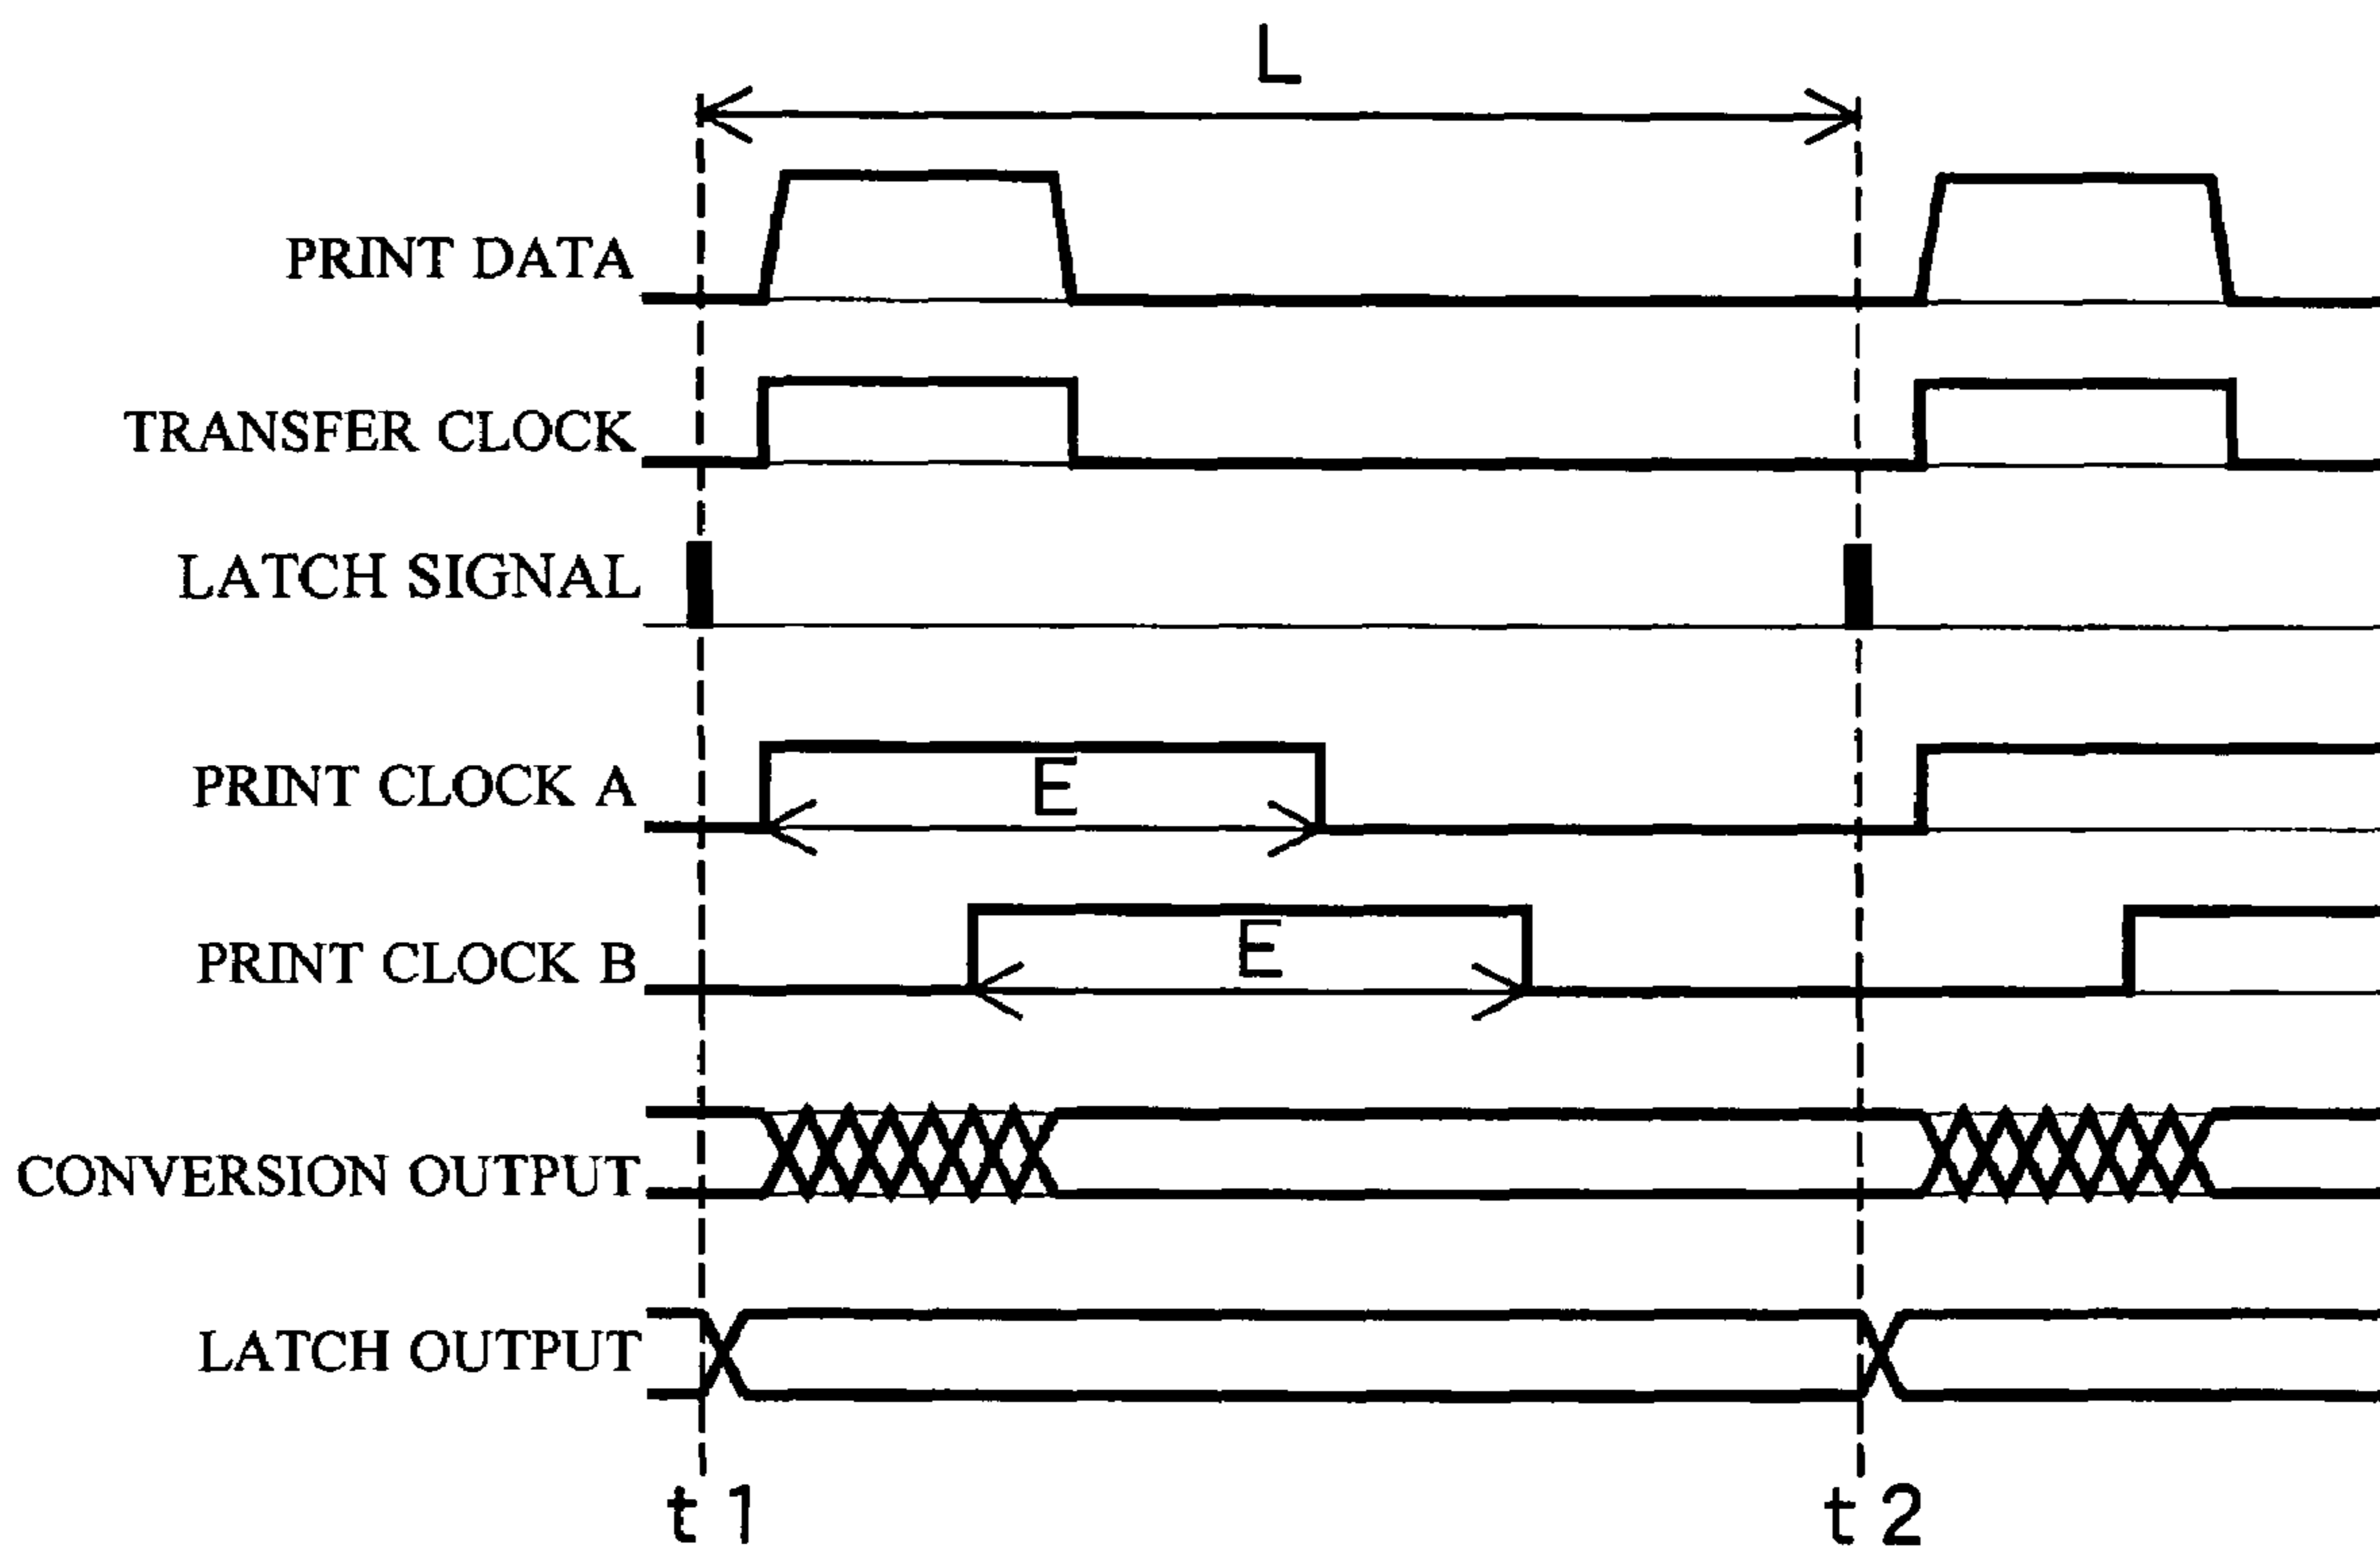 L
PRINT DATA
TRANSFER CLOCK
LATCH SIGNAL
PRINT CLOCK A
E
PRINT CLOCK B
E
CONVERSION OUTPUT
LATCH OUTPUT
t1
t2